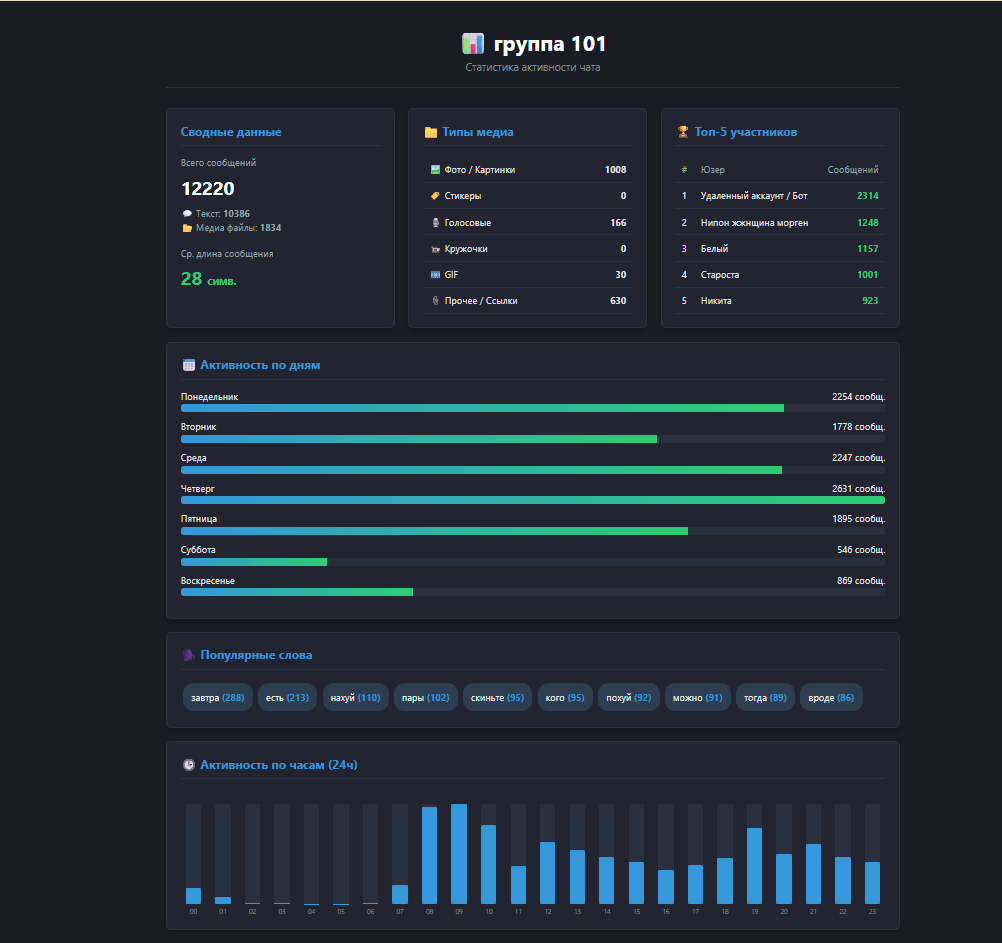 группа 101
Статистика активности чата
Сводные данные
Всего сообщений
12220
Текст: 10386
Медиа файлы: 1834
Ср. длина сообщения
28 симв.
Типы медиа
Фото / Картинки 1008
Стикеры 0
Голосовые 166
Кружочки 0
GIF 30
Прочее / Ссылки 630
Топ-5 участников
# Юзер Сообщений
1 Удаленный аккаунт / Бот 2314
2 Нипон жжнщина морген 1248
3 Белый 1157
4 Староста 1001
5 Никита 923
Активность по дням
Понедельник 2254 сообщ.
Вторник 1778 сообщ.
Среда 2247 сообщ.
Четверг 2631 сообщ.
Пятница 1895 сообщ.
Суббота 546 сообщ.
Воскресенье 869 сообщ.
Популярные слова
завтра (288) есть (213) нахуй (110) пары (102) скиньте (95) кого (95) похуй (92) можно (91) тогда (89) вроде (86)
Активность по часам (24ч)
00 01 02 03 04 05 06 07 08 09 10 11 12 13 14 15 16 17 18 19 20 21 22 23